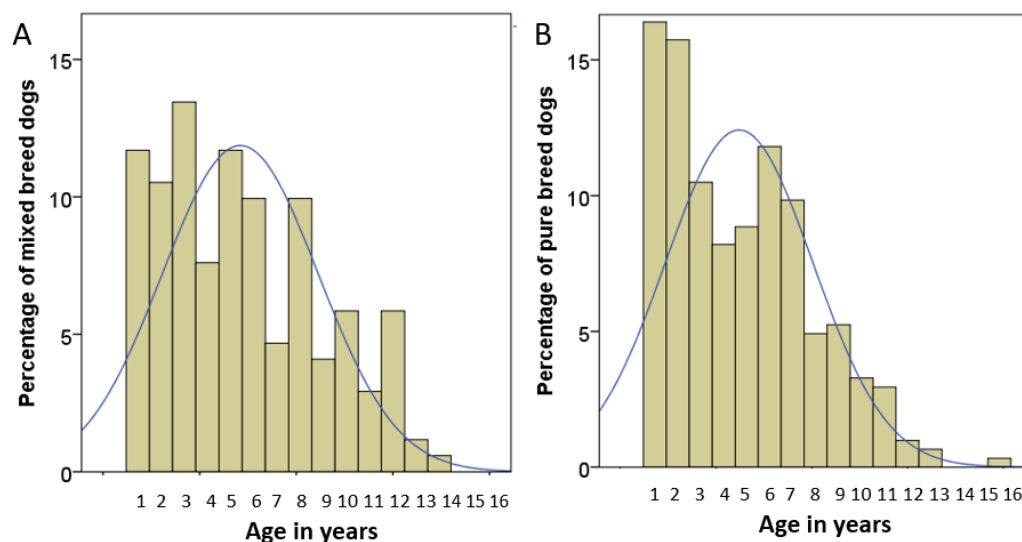 A
Percentage of mixed breed dogs
15
10
5
0
1 2 3 4 5 6 7 8 9 10 11 12 13 14 15 16
Age in years
B
Percentage of pure breed dogs
15
10
5
0
1 2 3 4 5 6 7 8 9 10 11 12 13 14 15 16
Age in years